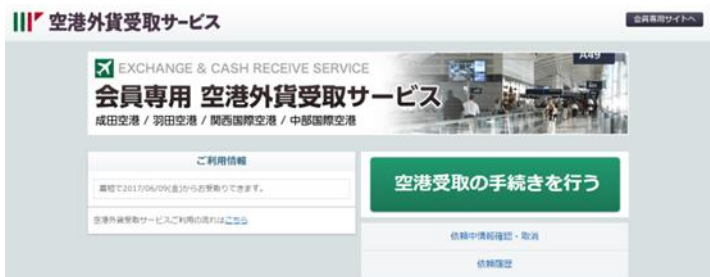 空港外貨受取サービス
会員専用サイトへ
EXCHANGE & CASH RECEIVE SERVICE
会員専用 空港外貨受取サービス
成田空港 / 羽田空港 / 関西国際空港 / 中部国際空港
A49
ご利用情報
最短で2017/06/09(金)からお受取りできます。
空港外貨受取サービスご利用の流れはこちら
空港受取の手続きを行う
依頼中情報確認・取消
依頼履歴